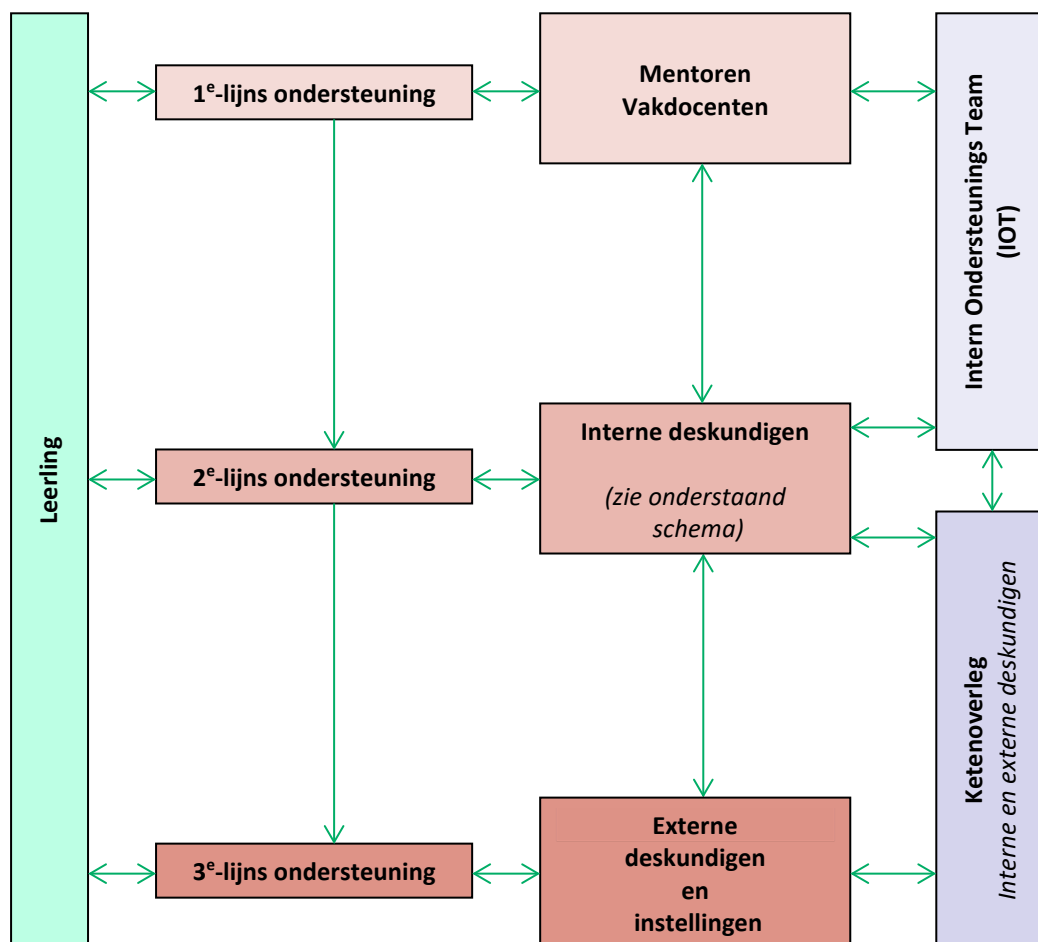 Leerling
1e-lijns ondersteuning
Mentoren
Vakdocenten
Intern Ondersteunings Team
(IOT)
2e-lijns ondersteuning
Interne deskundigen
(zie onderstaand
schema)
Ketenoverleg
Interne en externe deskundigen
3e-lijns ondersteuning
Externe
deskundigen
en
instellingen